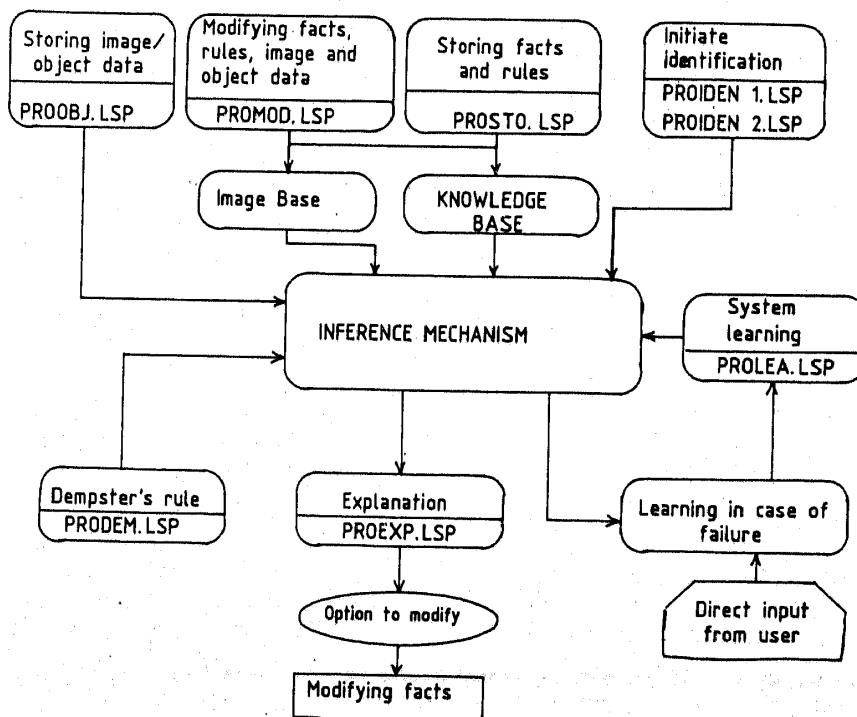 Storing image/
object data
PROOBJ.LSP
Modifying facts,
rules, image and
object data
PROMOD.LSP
Storing facts
and rules
PROSTO.LSP
Initiate
identification
PROIDEN 1.LSP
PROIDEN 2.LSP
Image Base
KNOWLEDGE
BASE
INFERENCE MECHANISM
System
learning
PROLEA.LSP
Dempster's rule
PRODEM.LSP
Explanation
PROEXP.LSP
Learning in case of
failure
Option to modify
Direct input
from user
Modifying facts